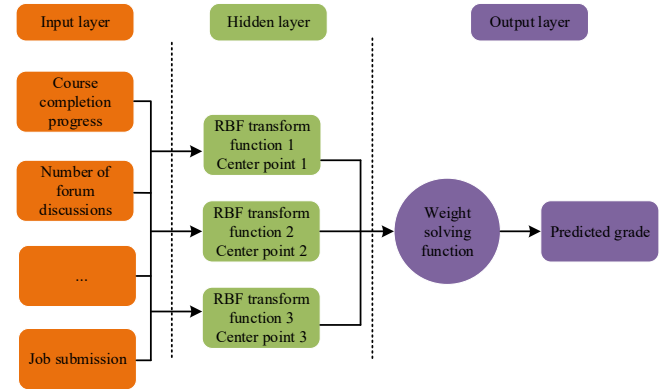 Input layer
Hidden layer
Output layer
Course
completion
progress
Number of
forum
discussions
...
Job submission
RBF transform
function 1
Center point 1
RBF transform
function 2
Center point 2
RBF transform
function 3
Center point 3
Weight
solving
function
Predicted grade